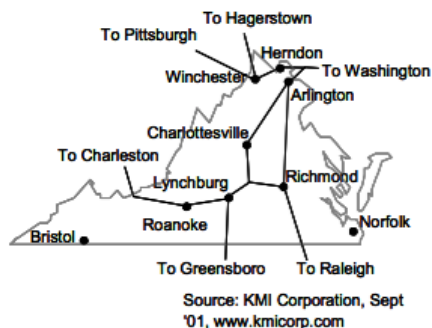 To Hagerstown
To Pittsburgh
Herndon
To Washington
Winchester
Arlington
Charlottesville
To Charleston
Lynchburg
Richmond
Roanoke
Norfolk
Bristol
To Greensboro
To Raleigh
Source: KMI Corporation, Sept
'01, www.kmicorp.com